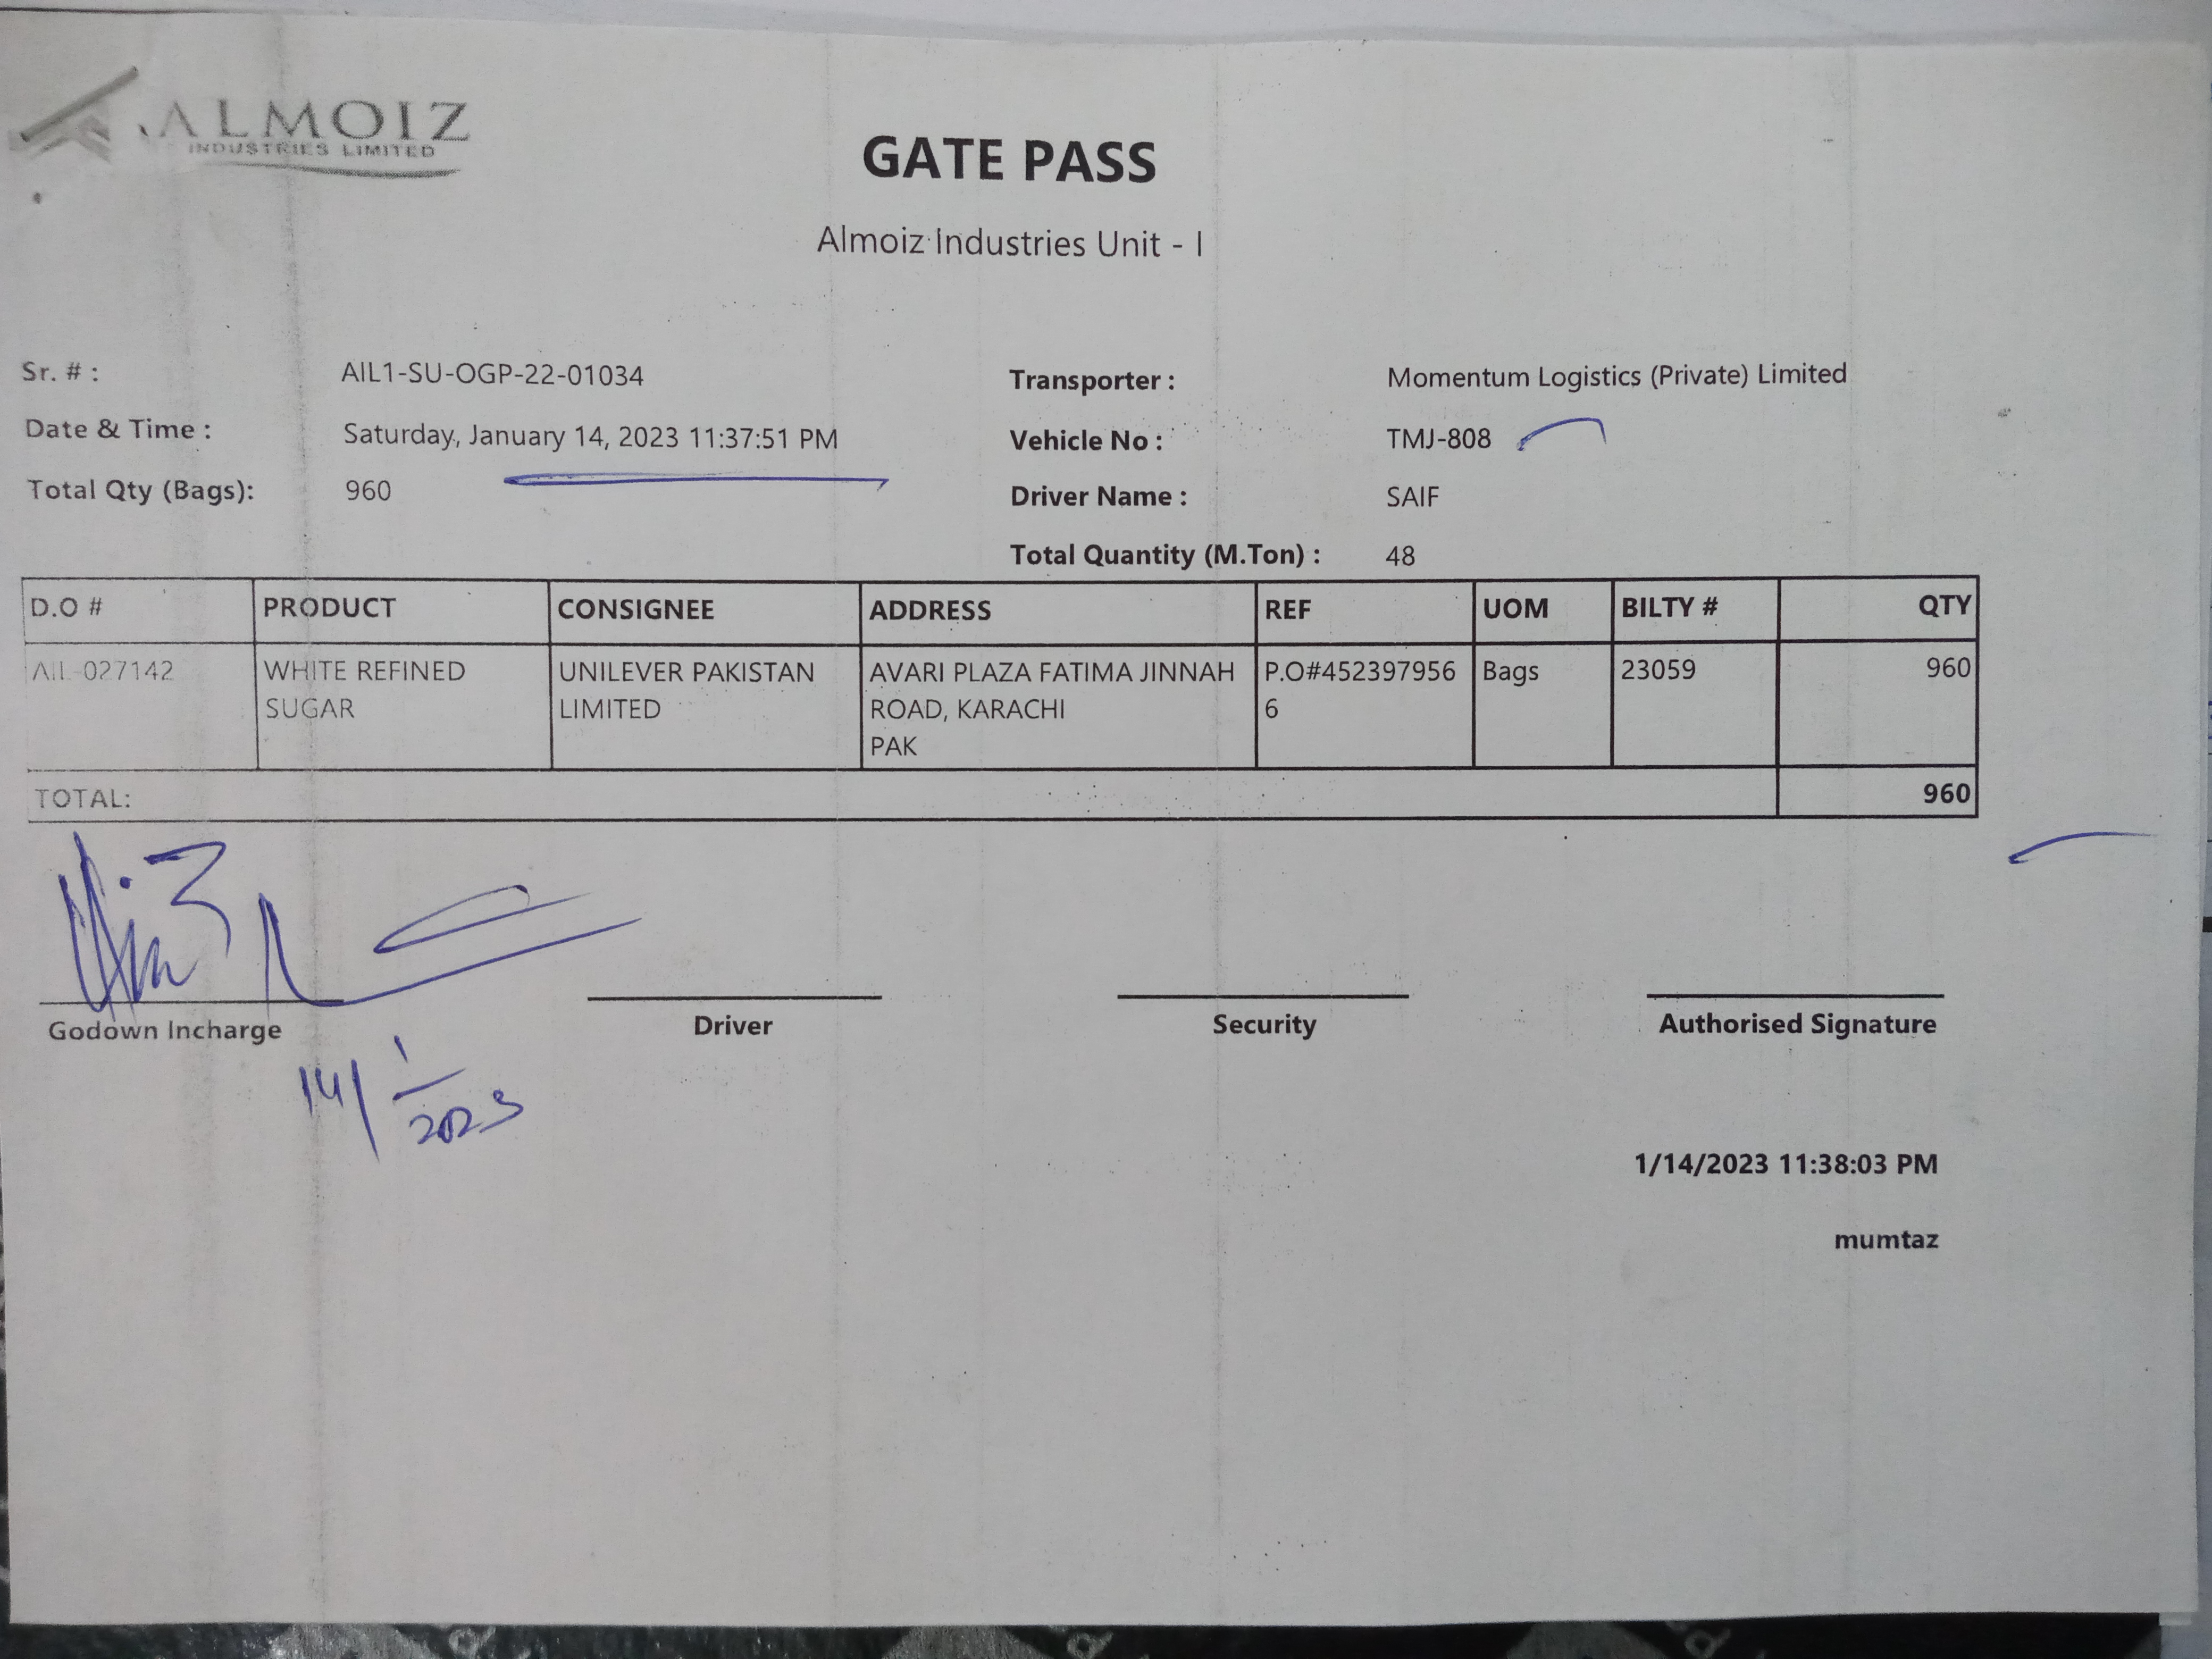 ALMOIZ
INDUSTRIES LIMITED
GATE PASS
Almoiz Industries Unit - I
Sr. # : AIL1-SU-OGP-22-01034 Transporter : Momentum Logistics (Private) Limited
Date & Time : Saturday, January 14, 2023 11:37:51 PM Vehicle No : TMJ-808
Total Qty (Bags): 960 Driver Name : SAIF
Total Quantity (M.Ton) : 48
D.O # PRODUCT CONSIGNEE ADDRESS REF UOM BILTY # QTY
AIL-027142 WHITE REFINED UNILEVER PAKISTAN AVARI PLAZA FATIMA JINNAH P.O#452397956 Bags 23059 960
SUGAR LIMITED ROAD, KARACHI 6
PAK
TOTAL: 960
Godown Incharge Driver Security Authorised Signature
14/1/2023
1/14/2023 11:38:03 PM
mumtaz